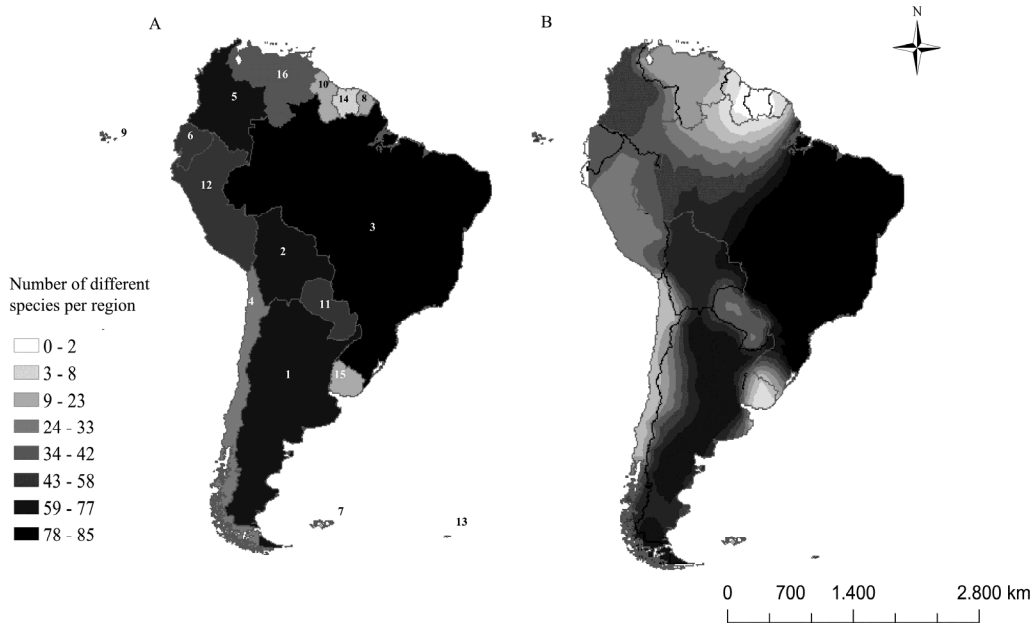 A
B
N
16
10
14
8
5
9
6
12
3
2
4
11
1
15
7
13
Number of different
species per region
0 - 2
3 - 8
9 - 23
24 - 33
34 - 42
43 - 58
59 - 77
78 - 85
0 700 1.400 2.800 km